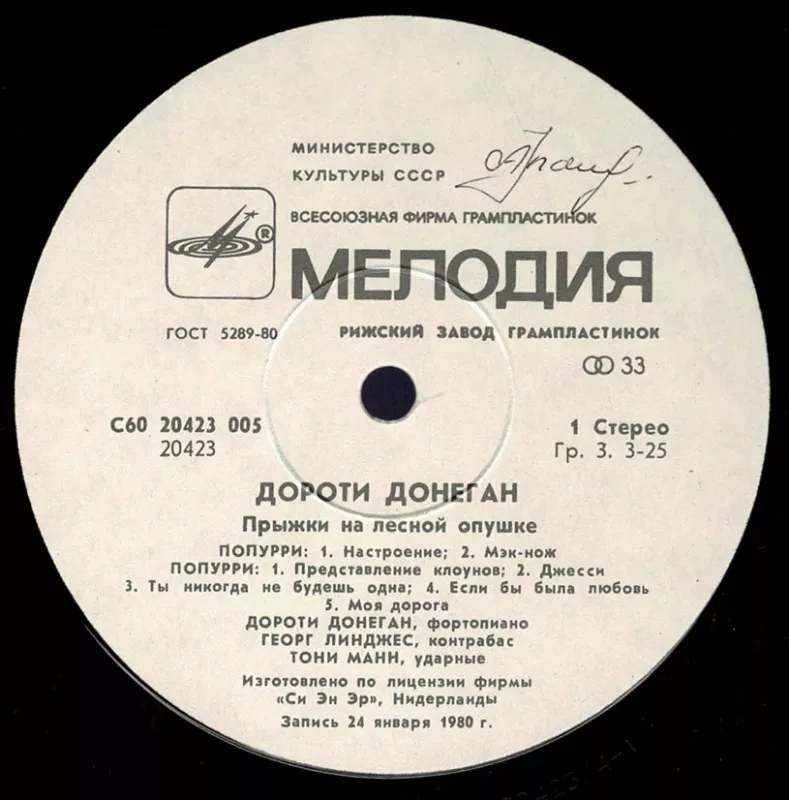 МИНИСТЕРСТВО
КУЛЬТУРЫ СССР
ВСЕСОЮЗНАЯ ФИРМА ГРАМПЛАСТИНОК
®
МЕЛОДИЯ
ГОСТ 5289-80 РИЖСКИЙ ЗАВОД ГРАМПЛАСТИНОК
33
С60 20423 005 1 Стерео
20423 Гр. 3. 3-25
ДОРОТИ ДОНЕГАН
Прыжки на лесной опушке
ПОПУРРИ: 1. Настроение; 2. Мэк-нож
ПОПУРРИ: 1. Представление клоунов; 2. Джесси
3. Ты никогда не будешь одна; 4. Если бы была любовь
5. Моя дорога
ДОРОТИ ДОНЕГАН, фортопиано
ГЕОРГ ЛИНДЖЕС, контрабас
ТОНИ МАНН, ударные
Изготовлено по лицензии фирмы
«Си Эн Эр», Нидерланды
Запись 24 января 1980 г.